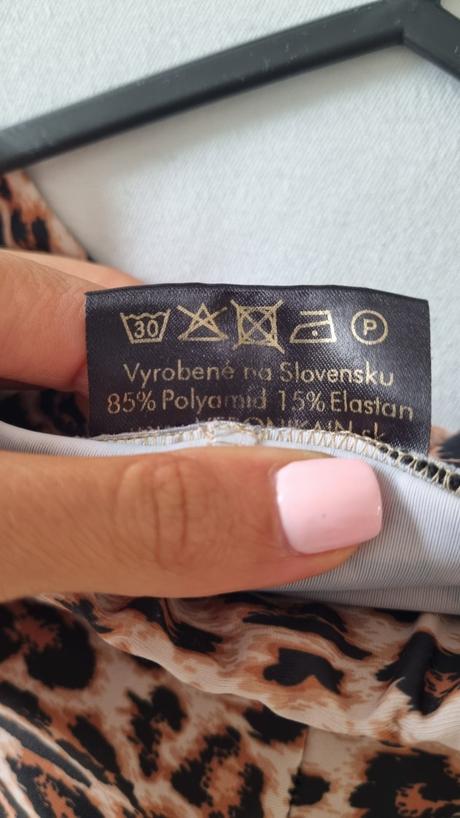 30 P
Vyrobené na Slovensku
85% Polyamid 15% Elastan